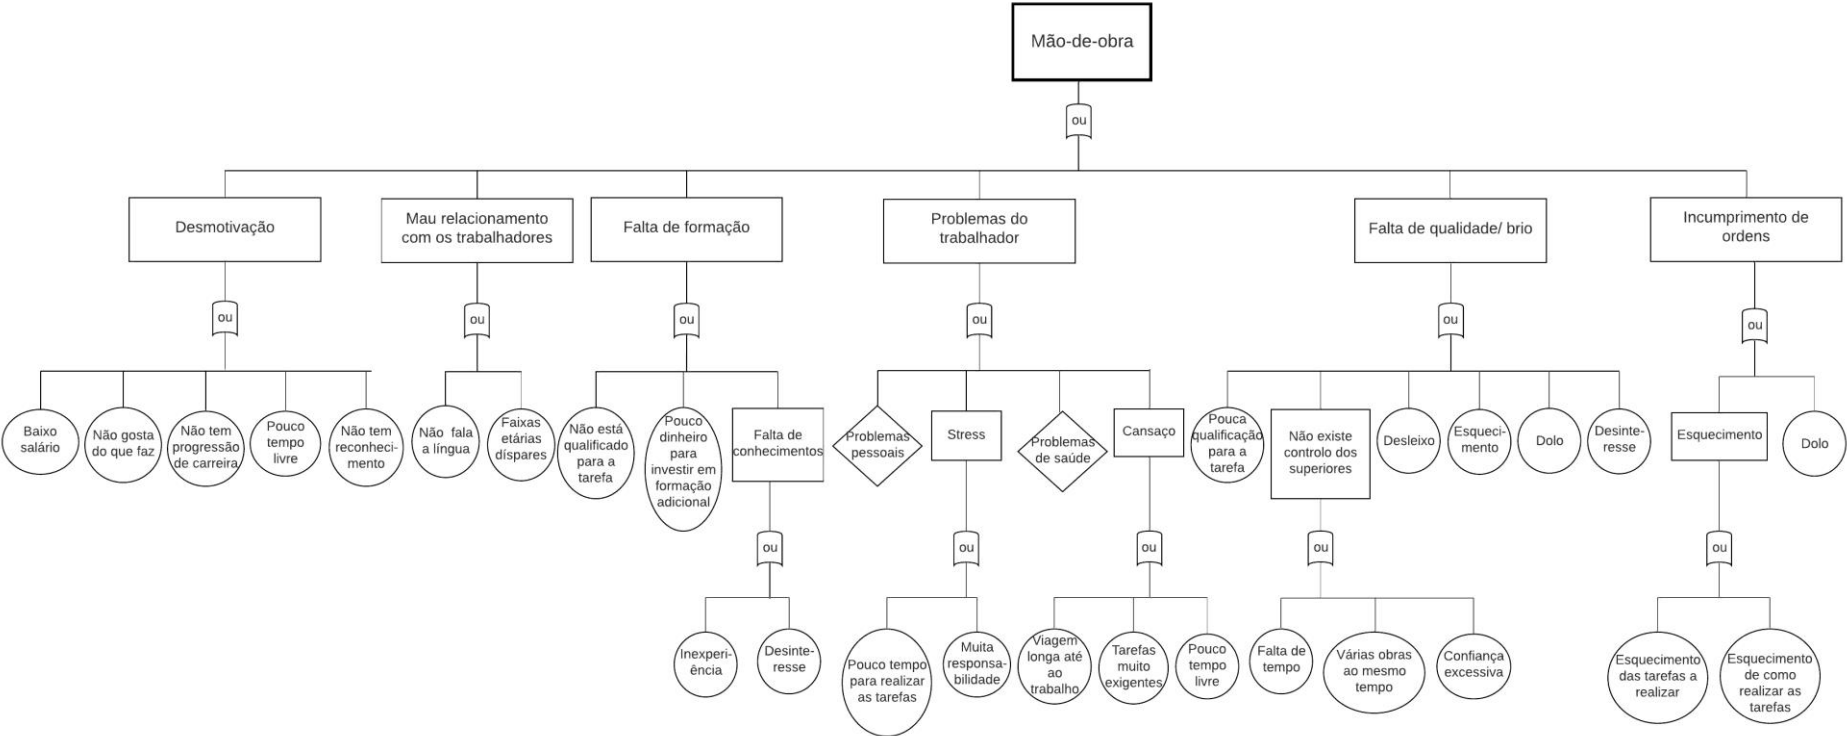 Mão-de-obra
ou
Desmotivação
Mau relacionamento
com os trabalhadores
Falta de formação
Problemas do
trabalhador
Falta de qualidade/ brio
Incumprimento de
ordens
ou
ou
ou
ou
ou
ou
Baixo
salário
Não gosta
do que faz
Não tem
progressão
de carreira
Pouco
tempo
livre
Não tem
reconheci-
mento
Não fala
a língua
Faixas
etárias
díspares
Não está
qualificado
para a
tarefa
Pouco
dinheiro
para
investir em
formação
adicional
Falta de
conhecimentos
Problemas
pessoais
Stress
Problemas
de saúde
Cansaço
Pouca
qualificação
para a
tarefa
Não existe
controlo dos
superiores
Desleixo
Esqueci-
mento
Dolo
Desinte-
resse
Esquecimento
Dolo
ou
ou
ou
ou
ou
Inexperi-
ência
Desinte-
resse
Pouco tempo
para realizar
as tarefas
Muita
responsa-
bilidade
Viagem
longa até
ao
trabalho
Tarefas
muito
exigentes
Pouco
tempo
livre
Falta de
tempo
Várias obras
ao mesmo
tempo
Confiança
excessiva
Esquecimento
das tarefas a
realizar
Esquecimento
de como
realizar as
tarefas